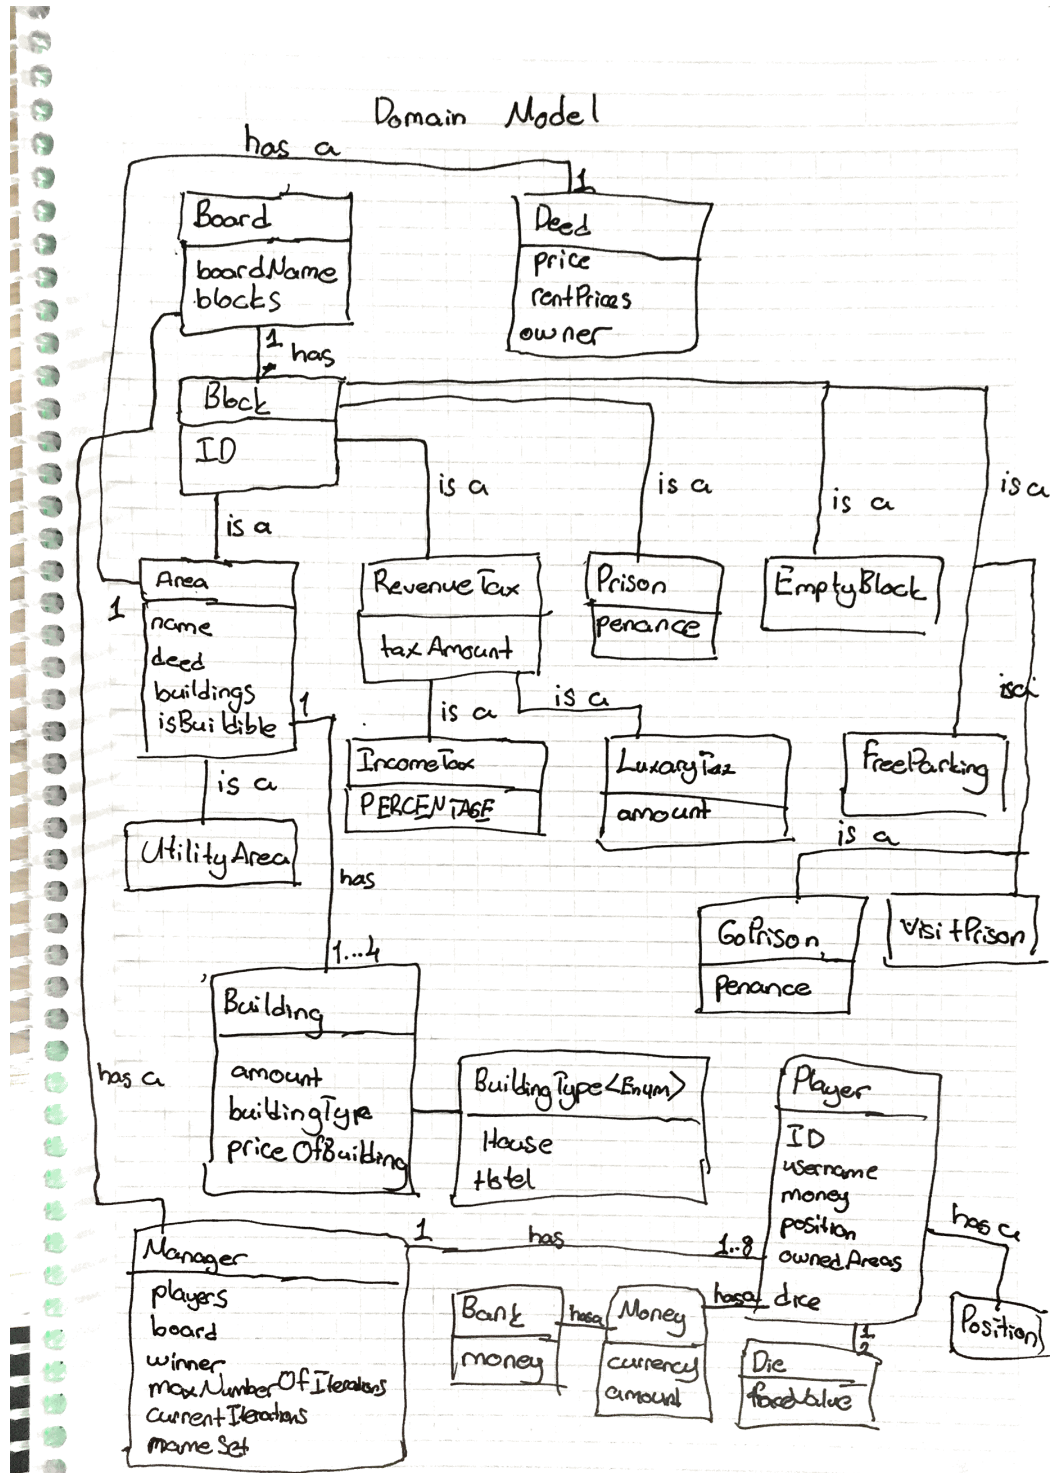 Domain Model
has a
1
Board
boardName
blocks
Deed
price
rentPrices
owner
1
has
*
Block
ID
is a
is a
is a
is a
is a
Area
1
name
deed
buildings
isBuildible
1
RevenueTax
taxAmount
Prison
penance
EmptyBlock
is a
is a
is a
is a
IncomeTax
PERCENTAGE
LuxaryTax
amount
FreeParking
is a
UtilityArea
has
1...4
GoPrison
penance
VisitPrison
has a
Building
amount
buildingType
priceOfBuilding
BuildingType<Enum>
House
Hotel
Player
ID
username
money
position
ownedAreas
dice
has a
Position
1
has
1..8
Manager
players
board
winner
maxNumberOfIterations
currentIterations
Bank
money
has a
Money
currency
amount
has a
1
2
Die
faceValue